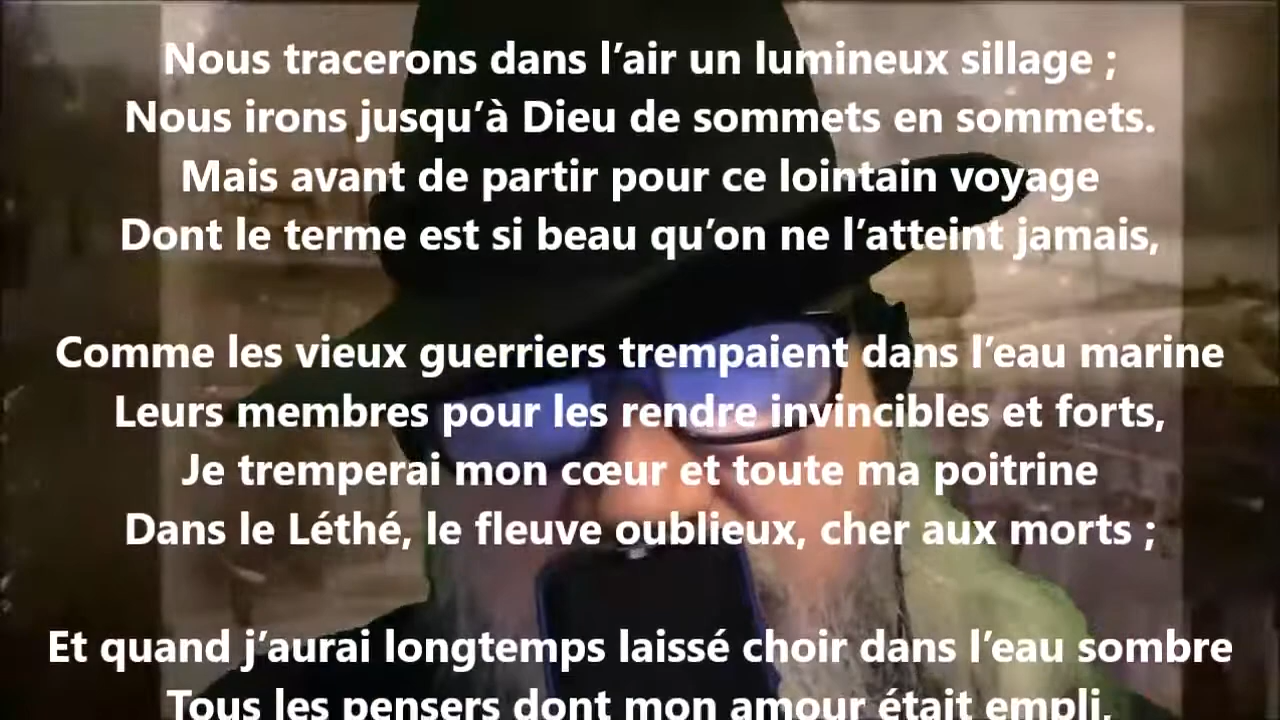 Nous tracerons dans l’air un lumineux sillage ;
Nous irons jusqu’à Dieu de sommets en sommets.
Mais avant de partir pour ce lointain voyage
Dont le terme est si beau qu’on ne l’atteint jamais,
Comme les vieux guerriers trempaient dans l’eau marine
Leurs membres pour les rendre invincibles et forts,
Je tremperai mon cœur et toute ma poitrine
Dans le Léthé, le fleuve oublieux, cher aux morts ;
Et quand j’aurai longtemps laissé choir dans l’eau sombre
Tous les pensers dont mon amour était empli,